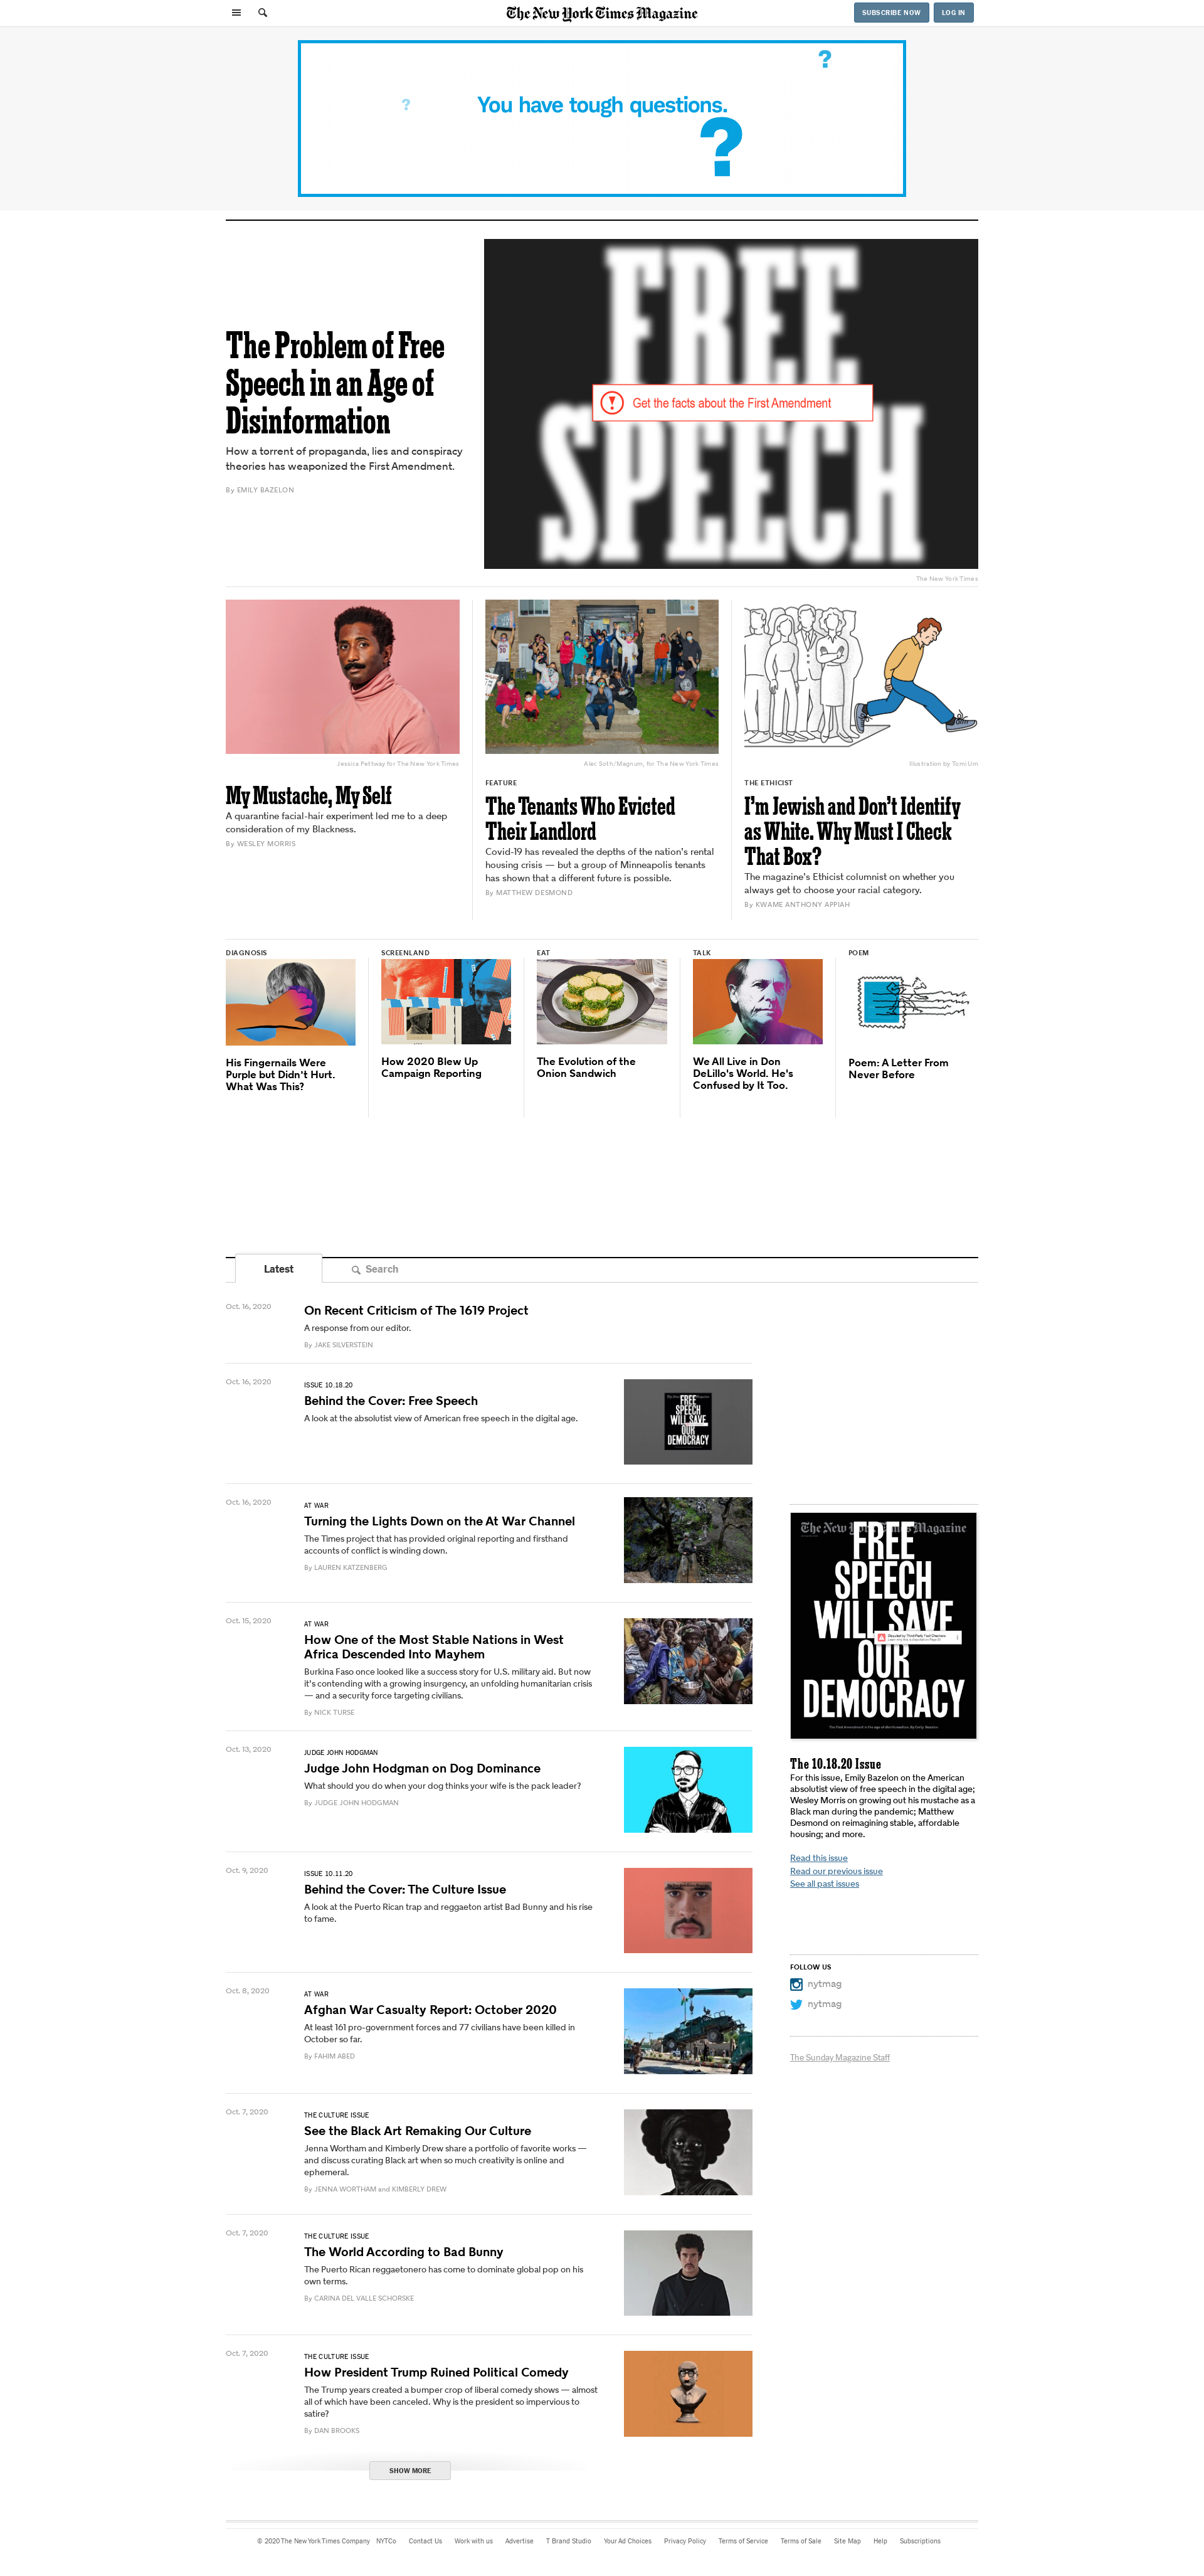 The New York Times Magazine
SUBSCRIBE NOW
LOG IN
?
?
You have tough questions.
?
The Problem of Free
Speech in an Age of
Disinformation
How a torrent of propaganda, lies and conspiracy
theories has weaponized the First Amendment.
By EMILY BAZELON
FREE
SPEECH
Get the facts about the First Amendment
The New York Times
Jessica Pettway for The New York Times
My Mustache, My Self
A quarantine facial-hair experiment led me to a deep
consideration of my Blackness.
By WESLEY MORRIS
Alec Soth/Magnum, for The New York Times
FEATURE
The Tenants Who Evicted
Their Landlord
Covid-19 has revealed the depths of the nation's rental
housing crisis — but a group of Minneapolis tenants
has shown that a different future is possible.
By MATTHEW DESMOND
Illustration by Tomi Um
THE ETHICIST
I'm Jewish and Don't Identify
as White. Why Must I Check
That Box?
The magazine's Ethicist columnist on whether you
always get to choose your racial category.
By KWAME ANTHONY APPIAH
DIAGNOSIS
His Fingernails Were
Purple but Didn't Hurt.
What Was This?
SCREENLAND
How 2020 Blew Up
Campaign Reporting
EAT
The Evolution of the
Onion Sandwich
TALK
We All Live in Don
DeLillo's World. He's
Confused by It Too.
POEM
Poem: A Letter From
Never Before
Latest
Search
Oct. 16, 2020
On Recent Criticism of The 1619 Project
A response from our editor.
By JAKE SILVERSTEIN
Oct. 16, 2020
ISSUE 10.18.20
Behind the Cover: Free Speech
A look at the absolutist view of American free speech in the digital age.
FREE
SPEECH
WILL SAVE
OUR
DEMOCRACY
Oct. 16, 2020
AT WAR
Turning the Lights Down on the At War Channel
The Times project that has provided original reporting and firsthand
accounts of conflict is winding down.
By LAUREN KATZENBERG
Oct. 15, 2020
AT WAR
How One of the Most Stable Nations in West
Africa Descended Into Mayhem
Burkina Faso once looked like a success story for U.S. military aid. But now
it's contending with a growing insurgency, an unfolding humanitarian crisis
— and a security force targeting civilians.
By NICK TURSE
Oct. 13, 2020
JUDGE JOHN HODGMAN
Judge John Hodgman on Dog Dominance
What should you do when your dog thinks your wife is the pack leader?
By JUDGE JOHN HODGMAN
Oct. 9, 2020
ISSUE 10.11.20
Behind the Cover: The Culture Issue
A look at the Puerto Rican trap and reggaeton artist Bad Bunny and his rise
to fame.
Oct. 8, 2020
AT WAR
Afghan War Casualty Report: October 2020
At least 161 pro-government forces and 77 civilians have been killed in
October so far.
By FAHIM ABED
Oct. 7, 2020
THE CULTURE ISSUE
See the Black Art Remaking Our Culture
Jenna Wortham and Kimberly Drew share a portfolio of favorite works —
and discuss curating Black art when so much creativity is online and
ephemeral.
By JENNA WORTHAM and KIMBERLY DREW
Oct. 7, 2020
THE CULTURE ISSUE
The World According to Bad Bunny
The Puerto Rican reggaetonero has come to dominate global pop on his
own terms.
By CARINA DEL VALLE SCHORSKE
Oct. 7, 2020
THE CULTURE ISSUE
How President Trump Ruined Political Comedy
The Trump years created a bumper crop of liberal comedy shows — almost
all of which have been canceled. Why is the president so impervious to
satire?
By DAN BROOKS
SHOW MORE
The New York Times Magazine
FREE
SPEECH
WILL SAVE
OUR
DEMOCRACY
The 10.18.20 Issue
For this issue, Emily Bazelon on the American
absolutist view of free speech in the digital age;
Wesley Morris on growing out his mustache as a
Black man during the pandemic; Matthew
Desmond on reimagining stable, affordable
housing; and more.
Read this issue
Read our previous issue
See all past issues
FOLLOW US
nytmag
nytmag
The Sunday Magazine Staff
© 2020 The New York Times Company NYTCo Contact Us Work with us Advertise T Brand Studio Your Ad Choices Privacy Policy Terms of Service Terms of Sale Site Map Help Subscriptions